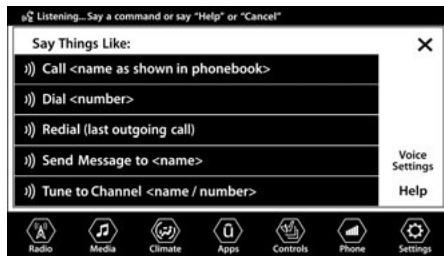 Listening...Say a command or say "Help" or "Cancel"
Say Things Like:
Call <name as shown in phonebook>
Dial <number>
Redial (last outgoing call)
Send Message to <name>
Tune to Channel <name / number>
Voice
Settings
Help
Radio Media Climate Apps Controls Phone Settings